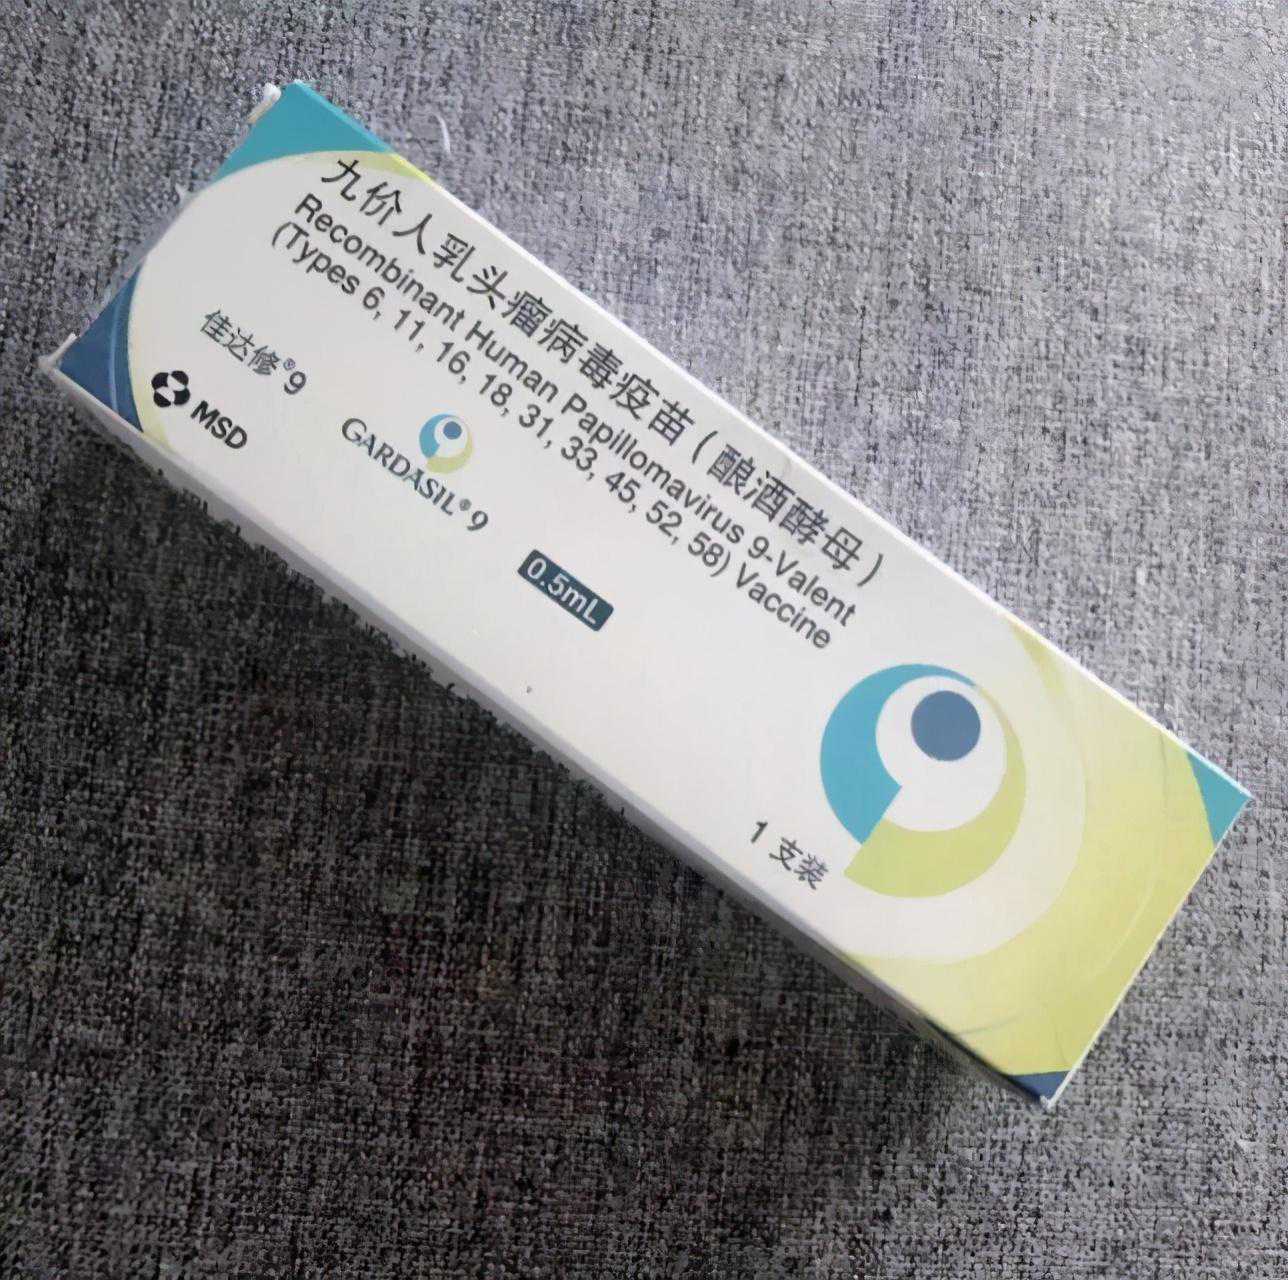 九价人乳头瘤病毒疫苗（酿酒酵母）
Recombinant Human Papillomavirus 9-Valent
(Types 6, 11, 16, 18, 31, 33, 45, 52, 58) Vaccine
佳达修®9
MSD
GARDASIL®9
0.5mL
1 支装